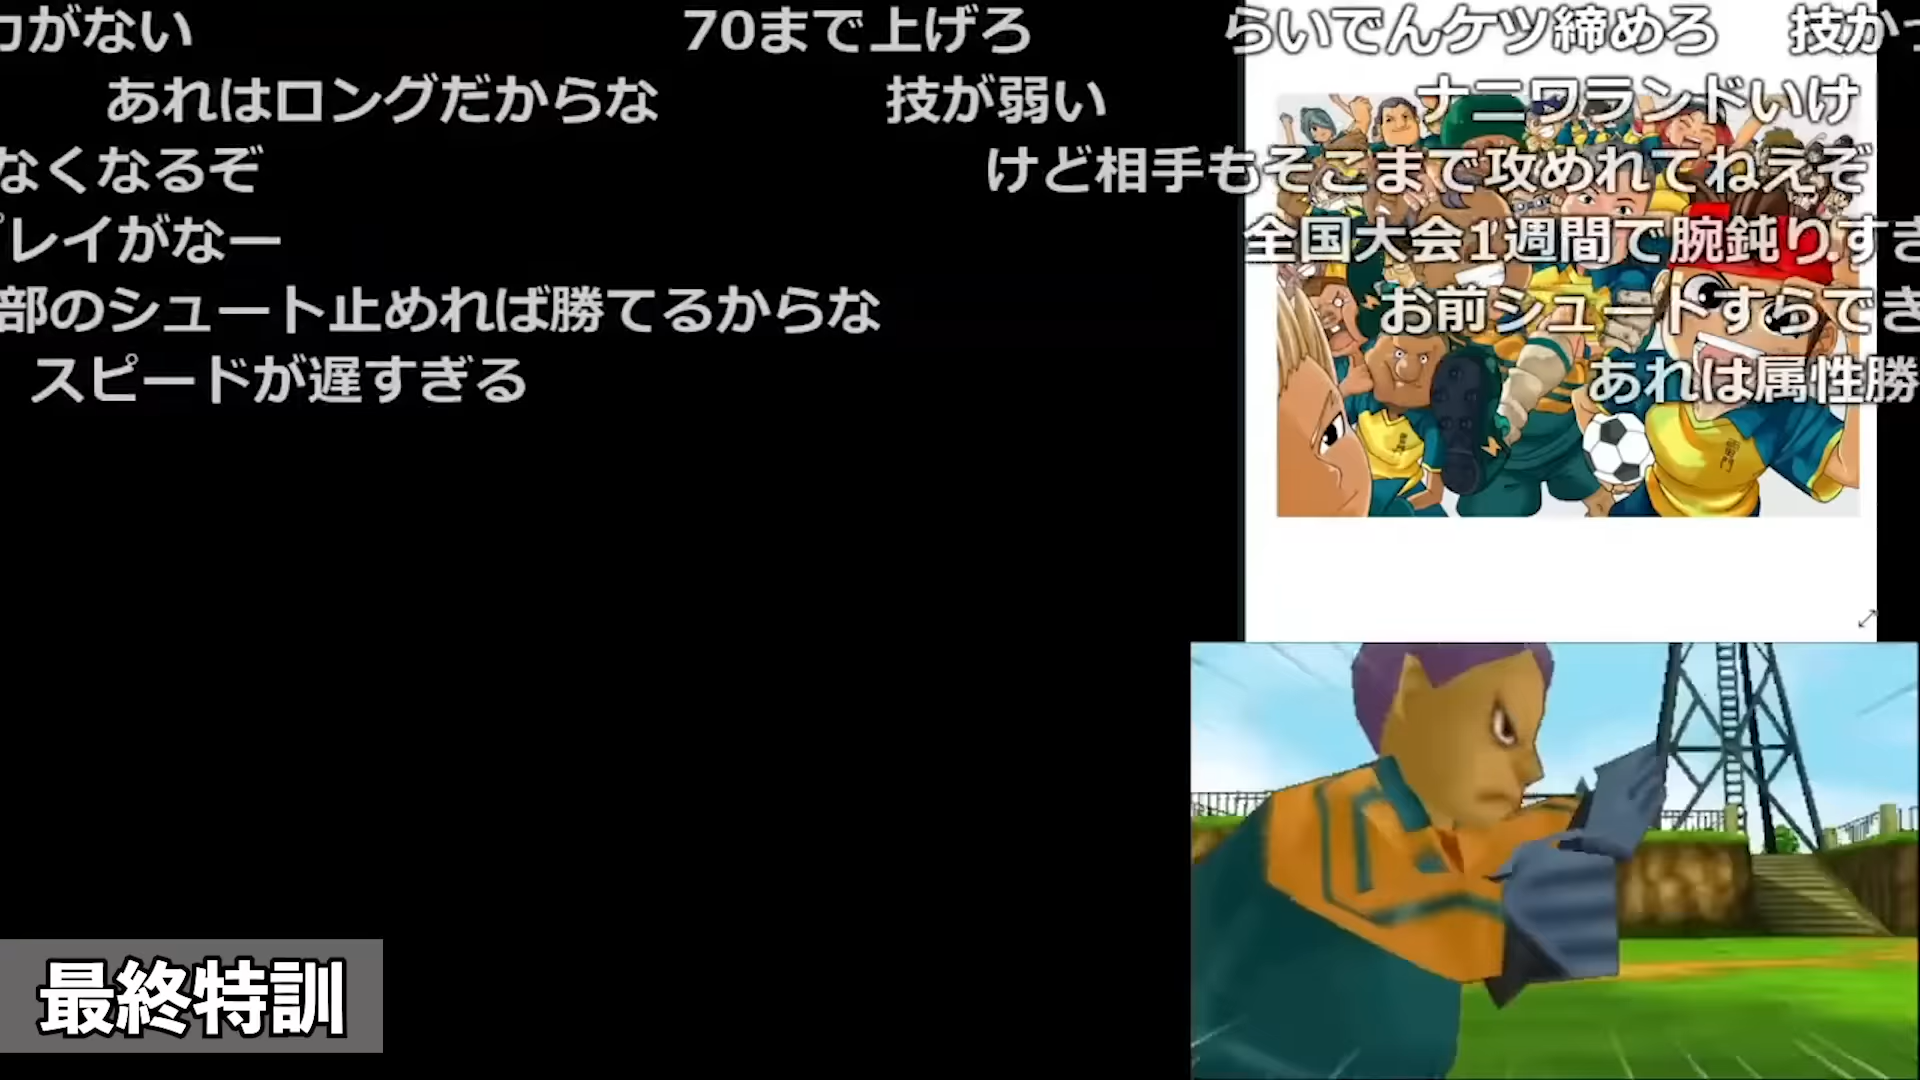 力がない 70まで上げろ らいでんケツ締めろ 技かっ
あれはロングだからな 技が弱い ナニワランドいけ
なくなるぞ けど相手もそこまで攻めれてねえぞ
プレイがなー 全国大会1週間で腕鈍りすぎ
部のシュート止めれば勝てるからな お前シュートすらでき
スピードが遅すぎる あれは属性勝
雷門
最終特訓